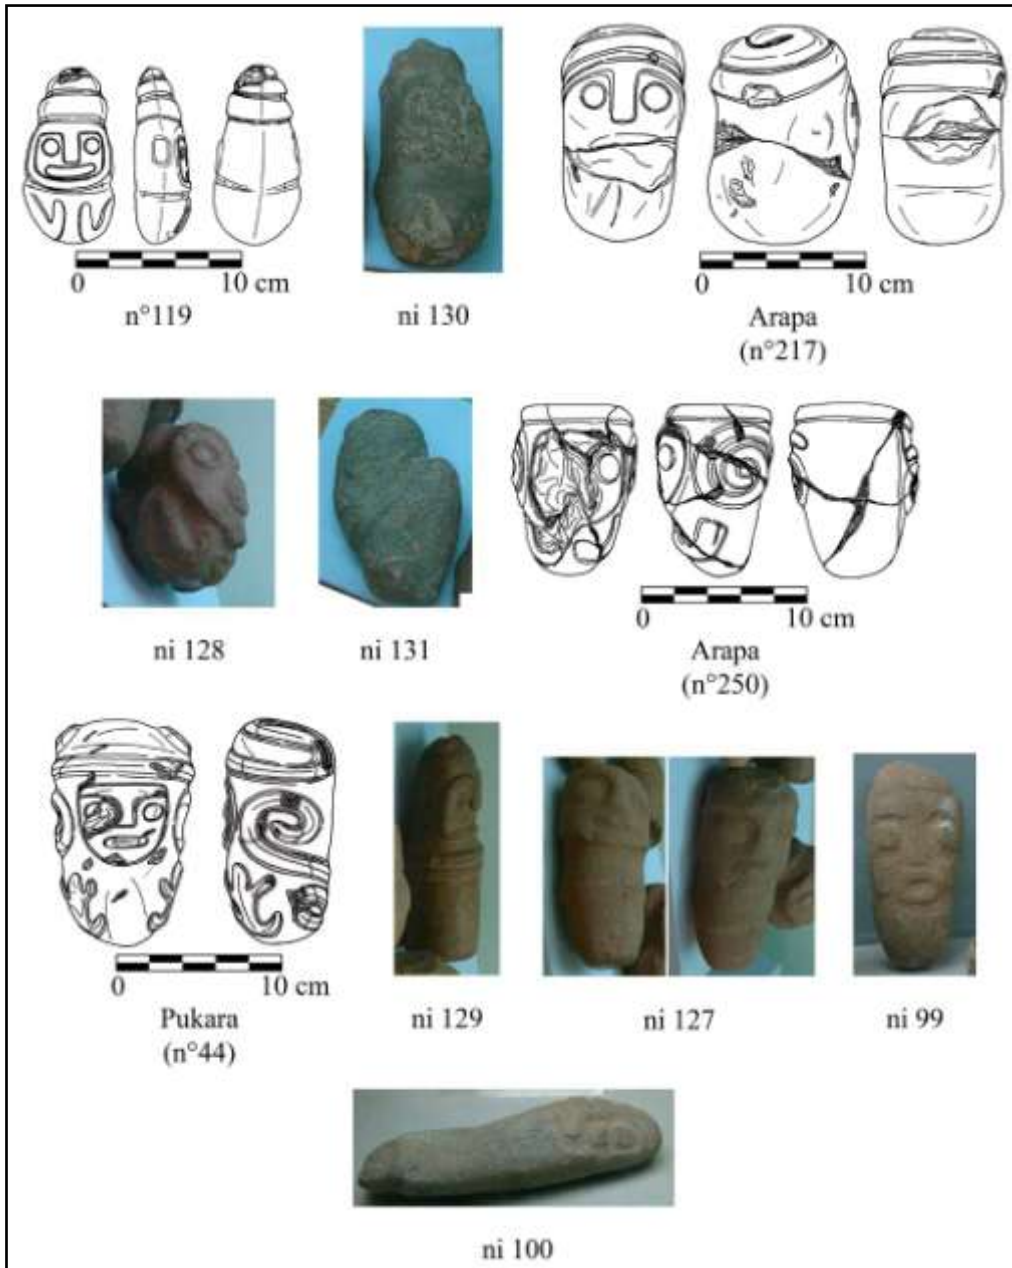 0 10 cm
n°119
ni 130
0 10 cm
Arapa
(n°217)
ni 128
ni 131
0 10 cm
Arapa
(n°250)
0 10 cm
Pukara
(n°44)
ni 129
ni 127
ni 99
ni 100